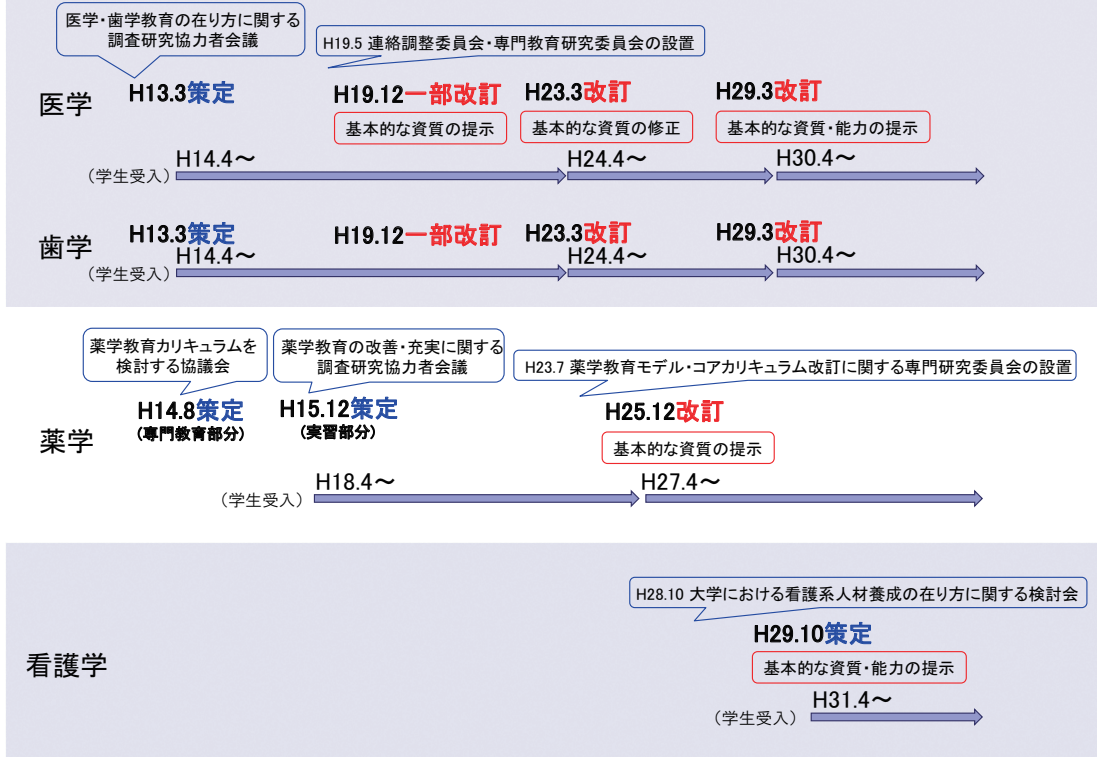 医学・歯学教育の在り方に関する
調査研究協力者会議
H19.5 連絡調整委員会・専門教育研究委員会の設置
医学
H13.3策定
H19.12一部改訂
H23.3改訂
H29.3改訂
基本的な資質の提示
基本的な資質の修正
基本的な資質・能力の提示
（学生受入）
H14.4～
H24.4～
H30.4～
歯学
H13.3策定
H19.12一部改訂
H23.3改訂
H29.3改訂
（学生受入）
H14.4～
H24.4～
H30.4～
薬学教育カリキュラムを
検討する協議会
薬学教育の改善・充実に関する
調査研究協力者会議
H23.7 薬学教育モデル・コアカリキュラム改訂に関する専門研究委員会の設置
薬学
H14.8策定
（専門教育部分）
H15.12策定
（実習部分）
H25.12改訂
基本的な資質の提示
（学生受入）
H18.4～
H27.4～
H28.10 大学における看護系人材養成の在り方に関する検討会
看護学
H29.10策定
基本的な資質・能力の提示
（学生受入）
H31.4～